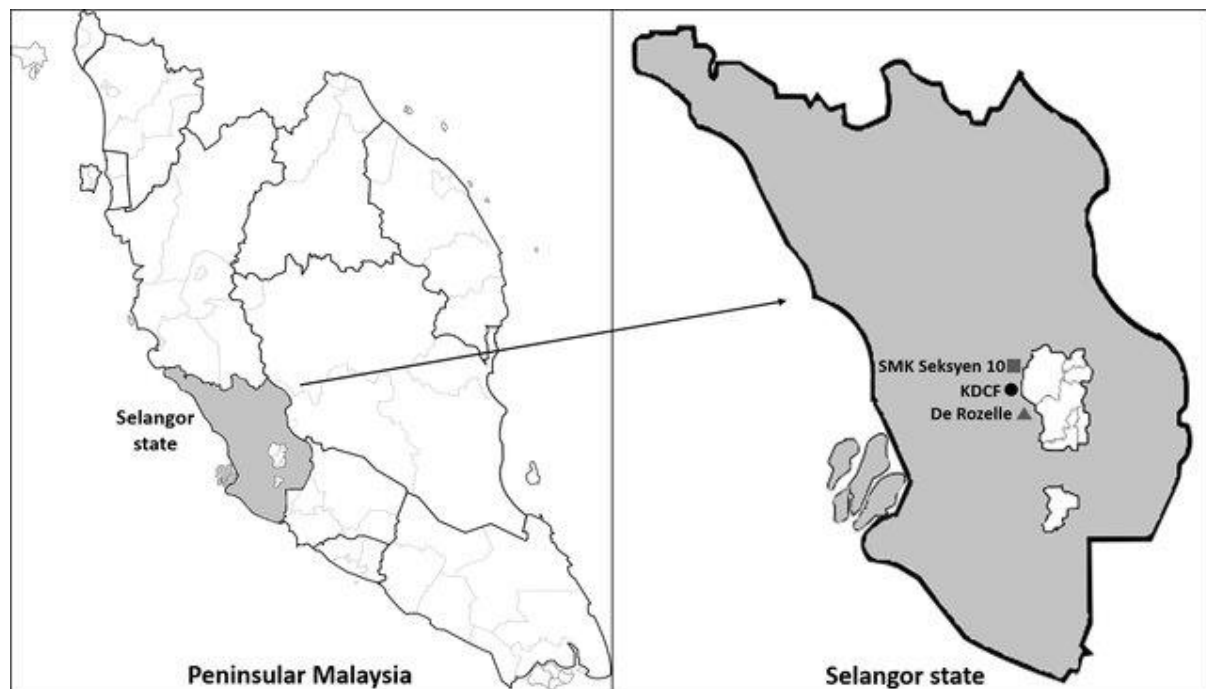 Selangor
state
Peninsular Malaysia
SMK Seksyen 10
KDCF
De Rozelle
Selangor state